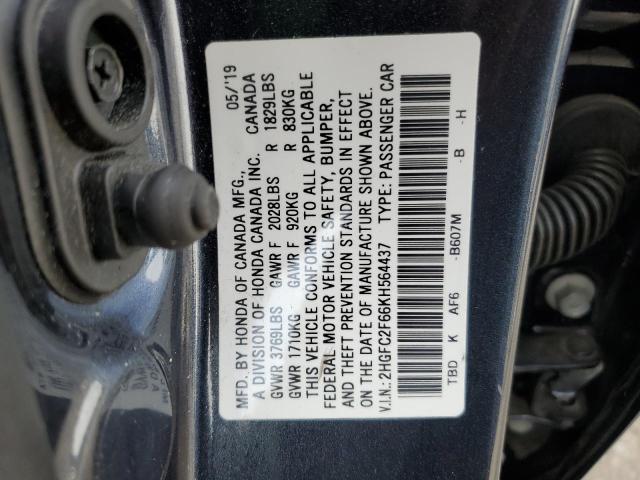 MFD. BY HONDA OF CANADA MFG., 05/'19
A DIVISION OF HONDA CANADA INC. CANADA
GVWR 3769LBS GAWR F 2028LBS R 1829LBS
GVWR 1710KG GAWR F 920KG R 830KG
THIS VEHICLE CONFORMS TO ALL APPLICABLE
FEDERAL MOTOR VEHICLE SAFETY, BUMPER,
AND THEFT PREVENTION STANDARDS IN EFFECT
ON THE DATE OF MANUFACTURE SHOWN ABOVE.
V.I.N.: 2HGFC2F66KH564437 TYPE: PASSENGER CAR
TBD K AF6 -B607M -B -H